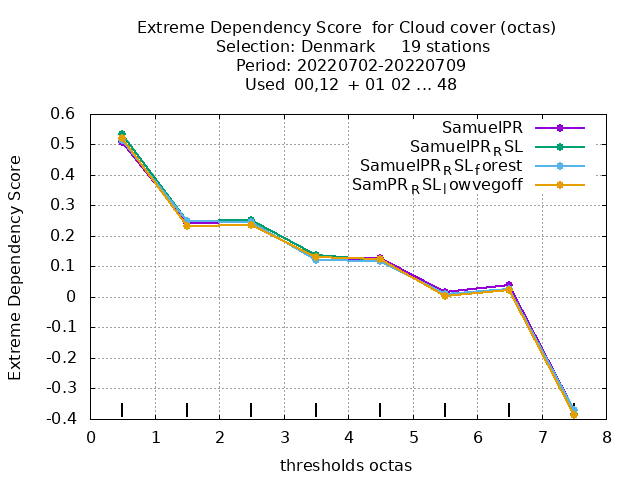 Extreme Dependency Score  for Cloud cover (octas)
Selection: Denmark     19 stations
Period: 20220702-20220709
Used  00,12  + 01 02 ... 48
SamuelPR
SamuelPR_RSL
SamuelPR_RSL_forest
SamPR_RSL_lowvegoff
Extreme Dependency Score
0.6
0.5
0.4
0.3
0.2
0.1
0
-0.1
-0.2
-0.3
-0.4
0 1 2 3 4 5 6 7 8
thresholds octas